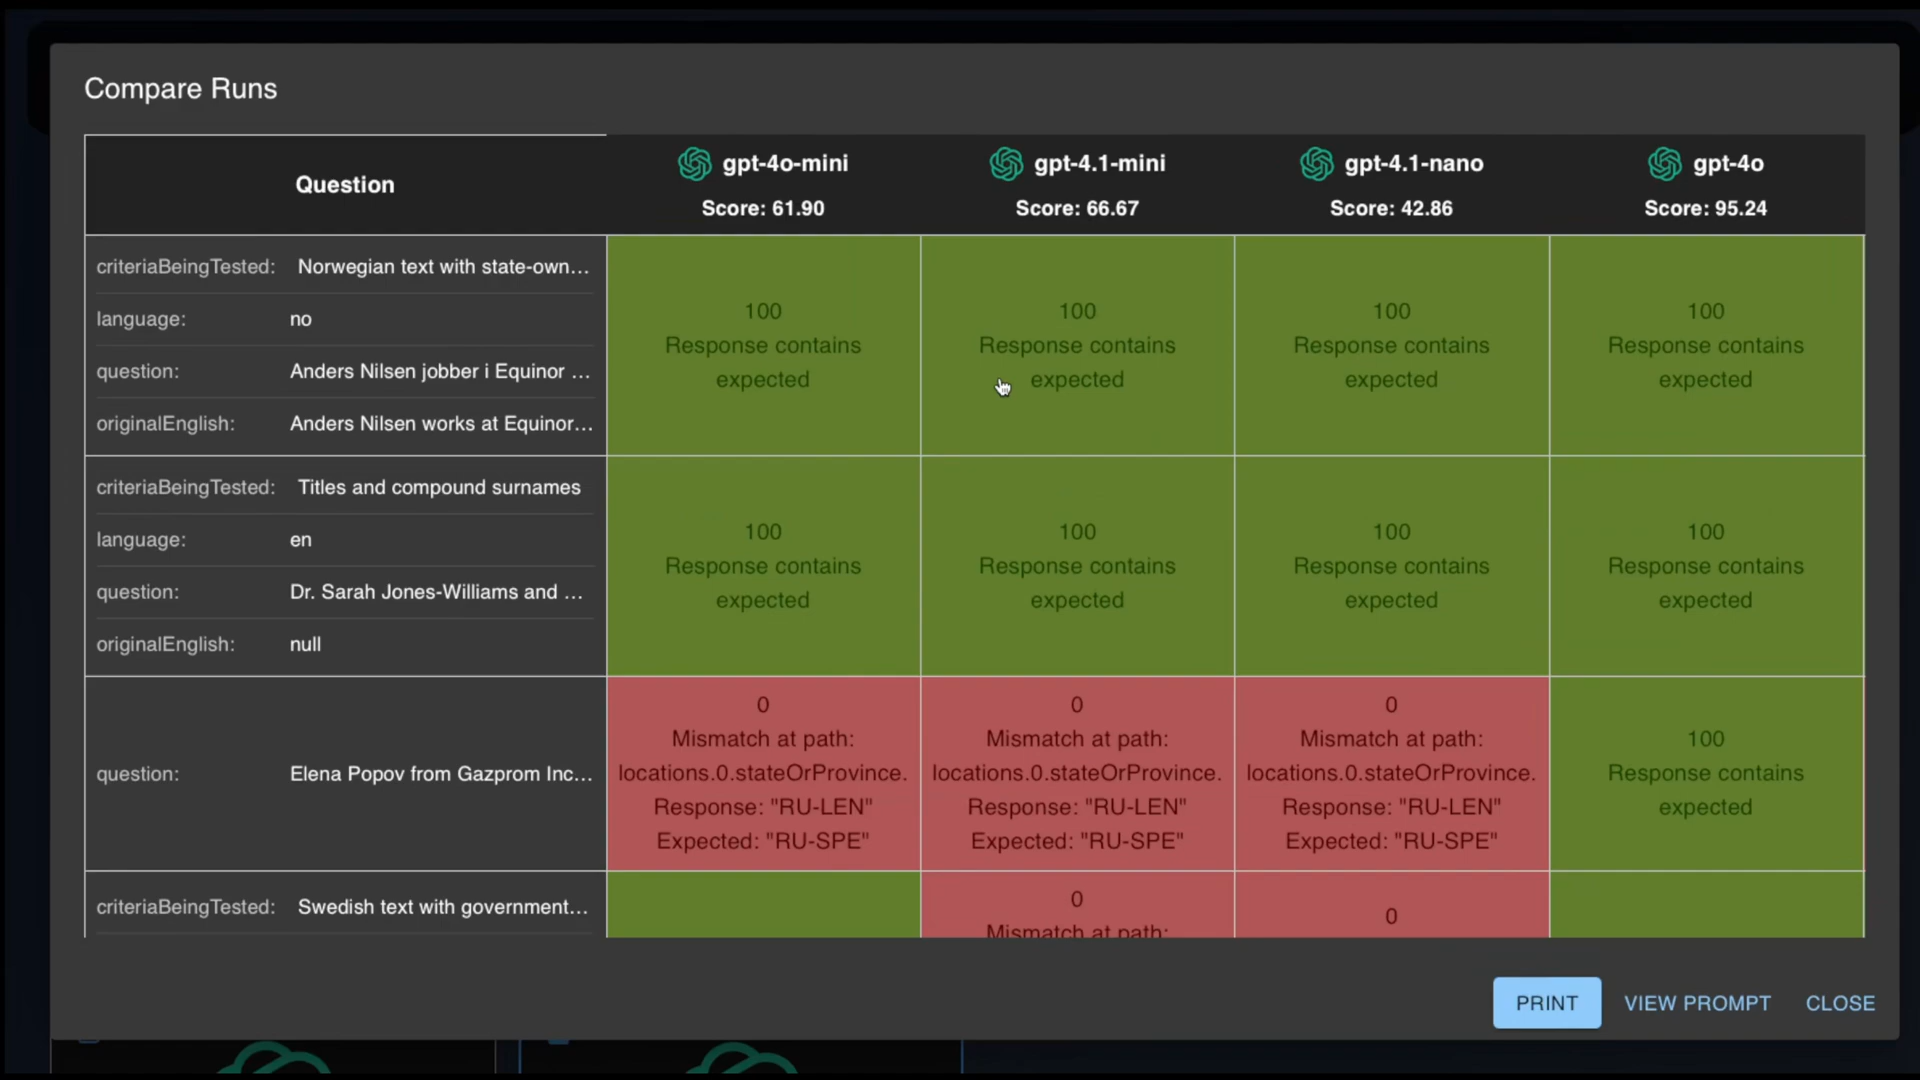 Compare Runs
Question
gpt-4o-mini
Score: 61.90
gpt-4.1-mini
Score: 66.67
gpt-4.1-nano
Score: 42.86
gpt-4o
Score: 95.24
criteriaBeingTested: Norwegian text with state-own...
language: no
question: Anders Nilsen jobber i Equinor ...
originalEnglish: Anders Nilsen works at Equinor...
100
Response contains
expected
100
Response contains
expected
100
Response contains
expected
100
Response contains
expected
criteriaBeingTested: Titles and compound surnames
language: en
question: Dr. Sarah Jones-Williams and ...
originalEnglish: null
100
Response contains
expected
100
Response contains
expected
100
Response contains
expected
100
Response contains
expected
question: Elena Popov from Gazprom Inc...
0
Mismatch at path:
locations.0.stateOrProvince.
Response: "RU-LEN"
Expected: "RU-SPE"
0
Mismatch at path:
locations.0.stateOrProvince.
Response: "RU-LEN"
Expected: "RU-SPE"
0
Mismatch at path:
locations.0.stateOrProvince.
Response: "RU-LEN"
Expected: "RU-SPE"
100
Response contains
expected
criteriaBeingTested: Swedish text with government...
0
Mismatch at path:
0
PRINT
VIEW PROMPT
CLOSE